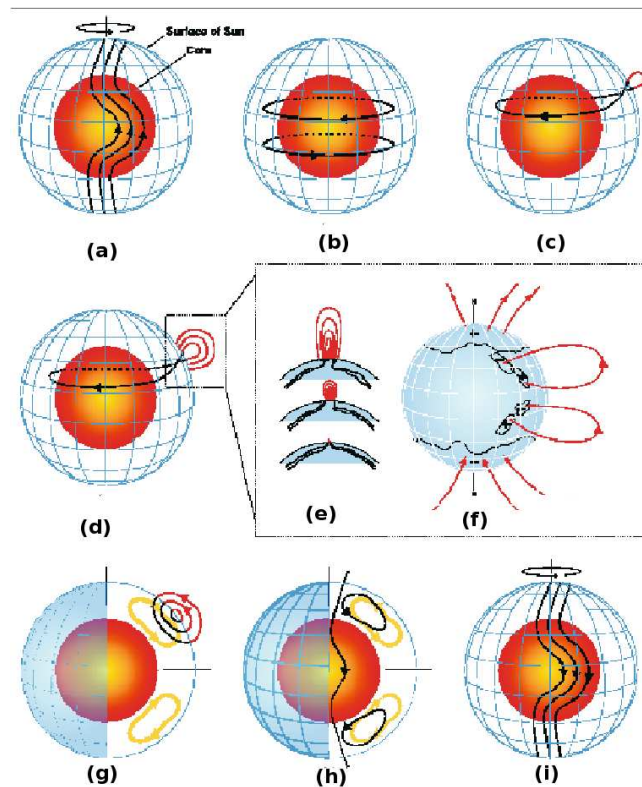 Surface of Sun
Core
(a)
(b)
(c)
(d)
(e)
(f)
(g)
(h)
(i)